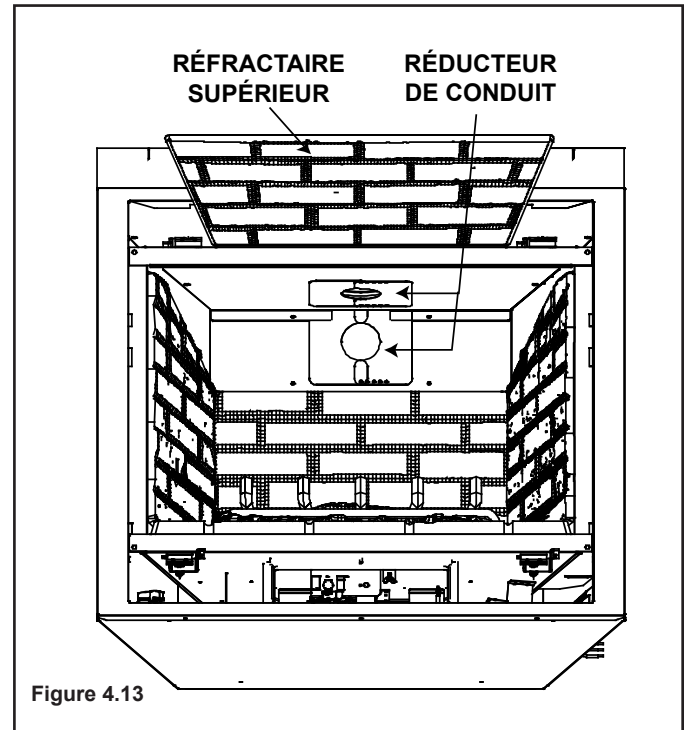 RÉFRACTAIRE
SUPÉRIEUR
RÉDUCTEUR
DE CONDUIT
Figure 4.13